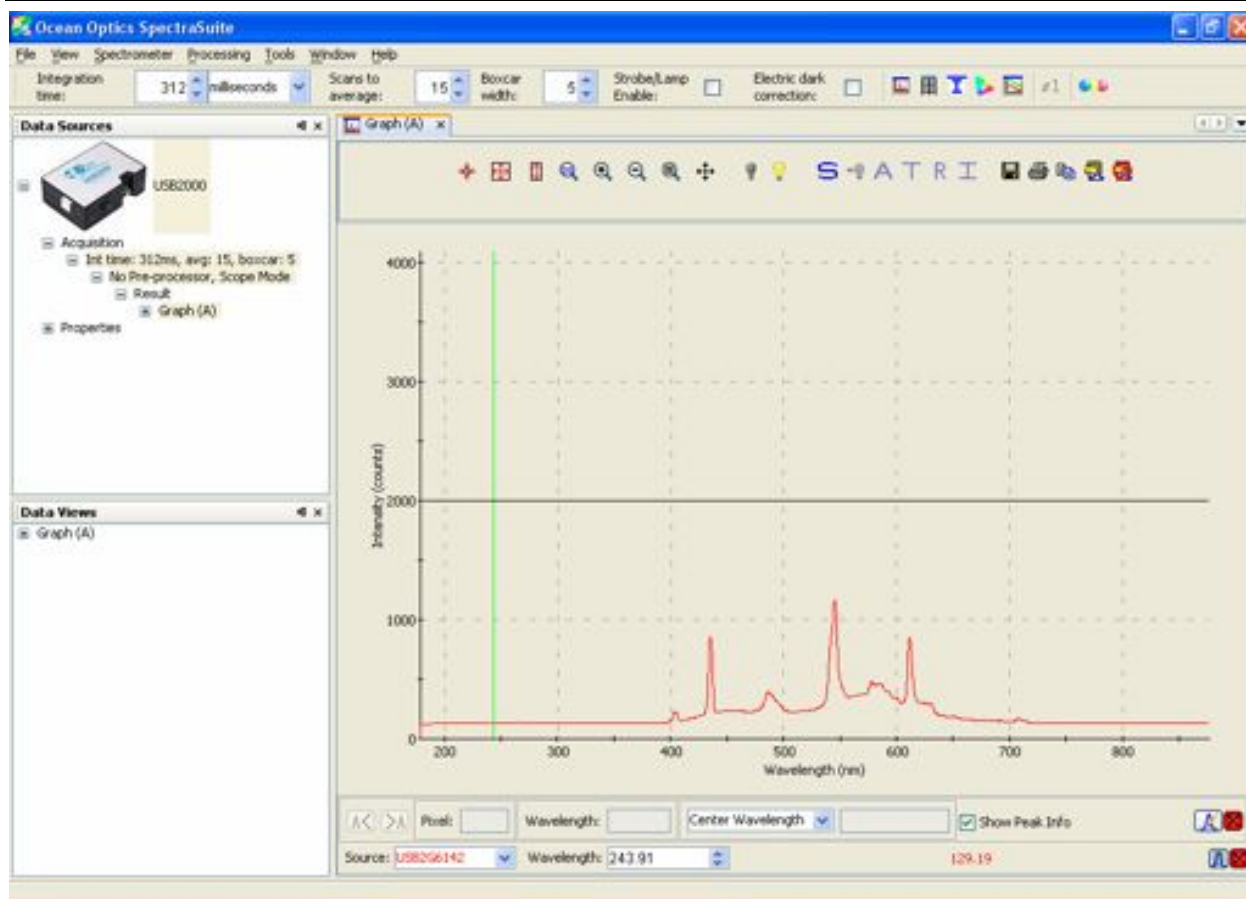 Ocean Optics SpectraSuite
File View Spectrometer Processing Tools Window Help
Integration time: 312 milliseconds Scans to average: 15 Boxcar width: 5 Strobe/Lamp Enable: Electric dark correction:
Data Sources
Graph (A)
USB2000
S A T R I
Acquisition
Int time: 312ms, avg: 15, boxcar: 5
No Pre-processor, Scope Mode
Result
Graph (A)
Properties
Data Views
Graph (A)
Intensity (counts)
4000
3000
2000
1000
0
200 300 400 500 600 700 800
Wavelength (nm)
Pixel: Wavelength: Center Wavelength Show Peak Info
Source: USB2G6142 Wavelength: 243.91 129.19